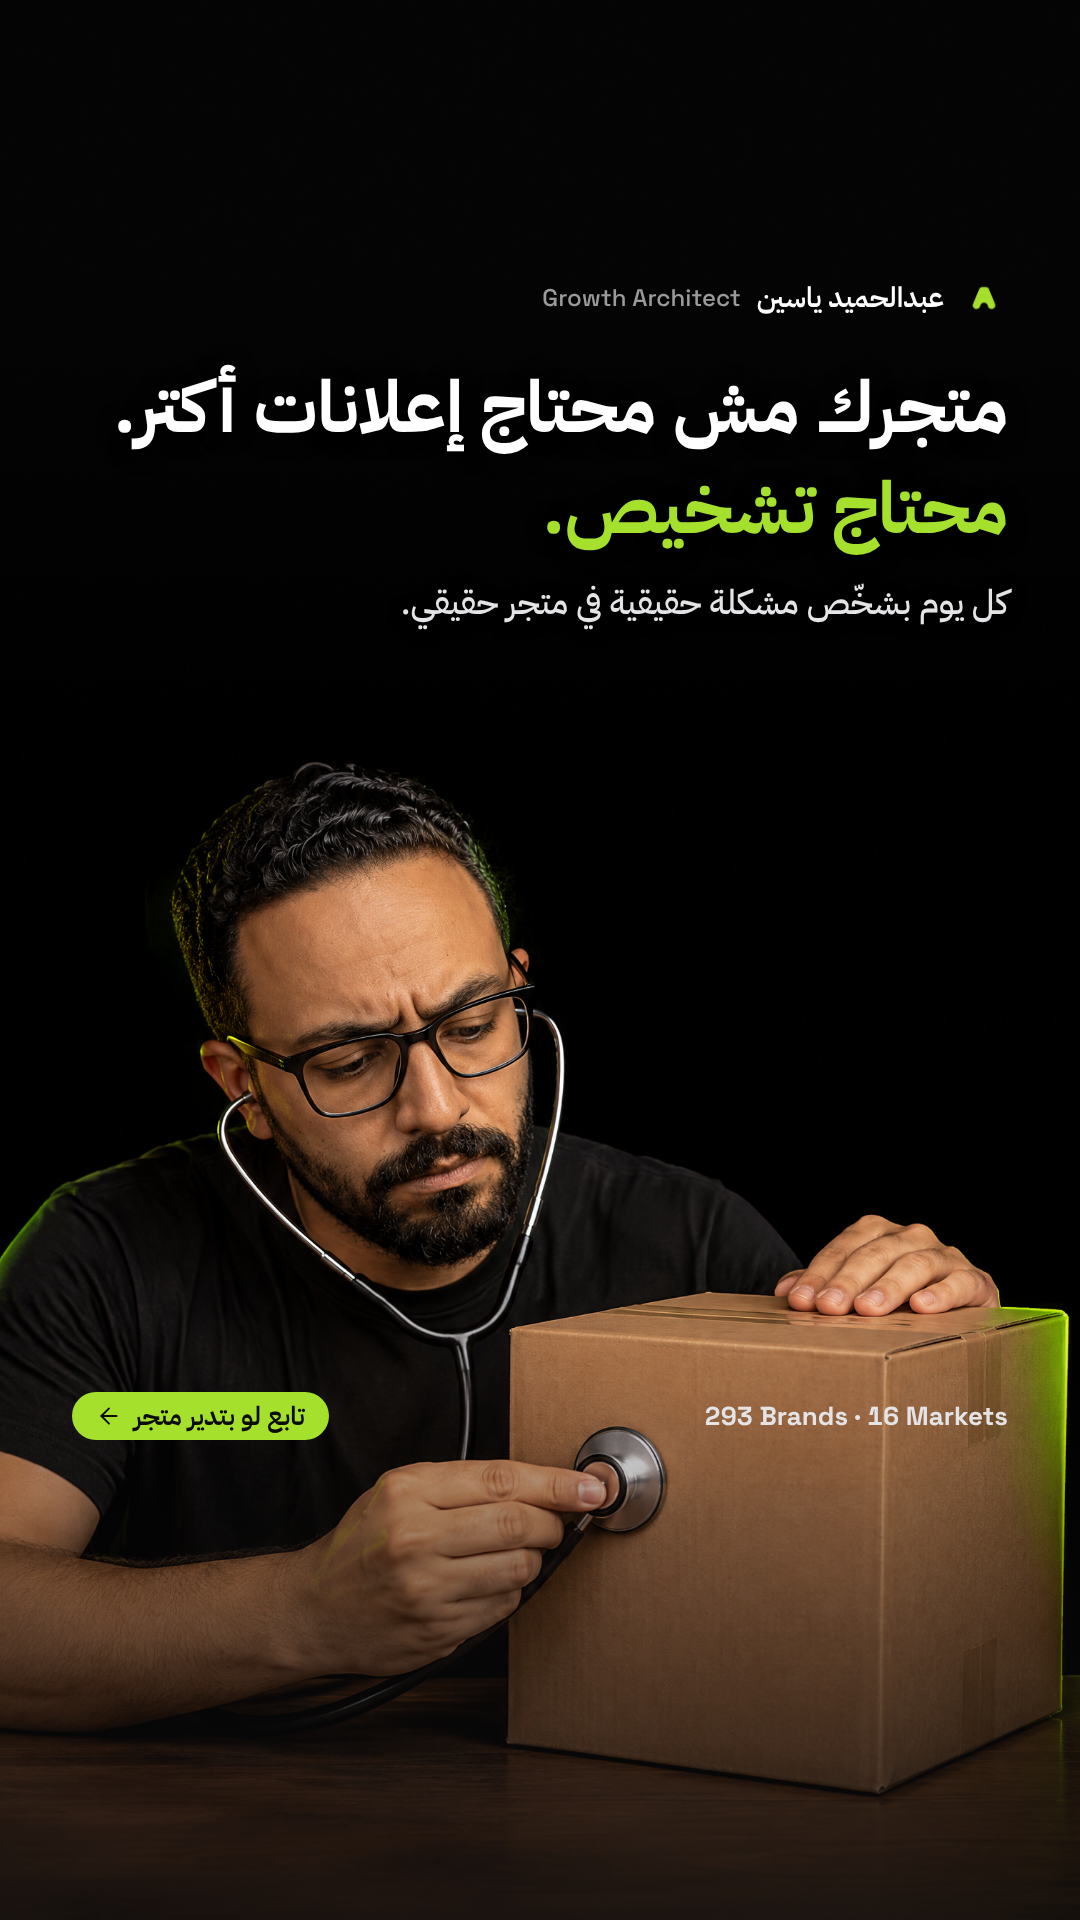 عبدالحميد ياسين Growth Architect
متجرك مش محتاج إعلانات أكتر.
محتاج تشخيص.
كل يوم بشخّص مشكلة حقيقية في متجر حقيقي.
293 Brands · 16 Markets
تابع لو بتدير متجر ←